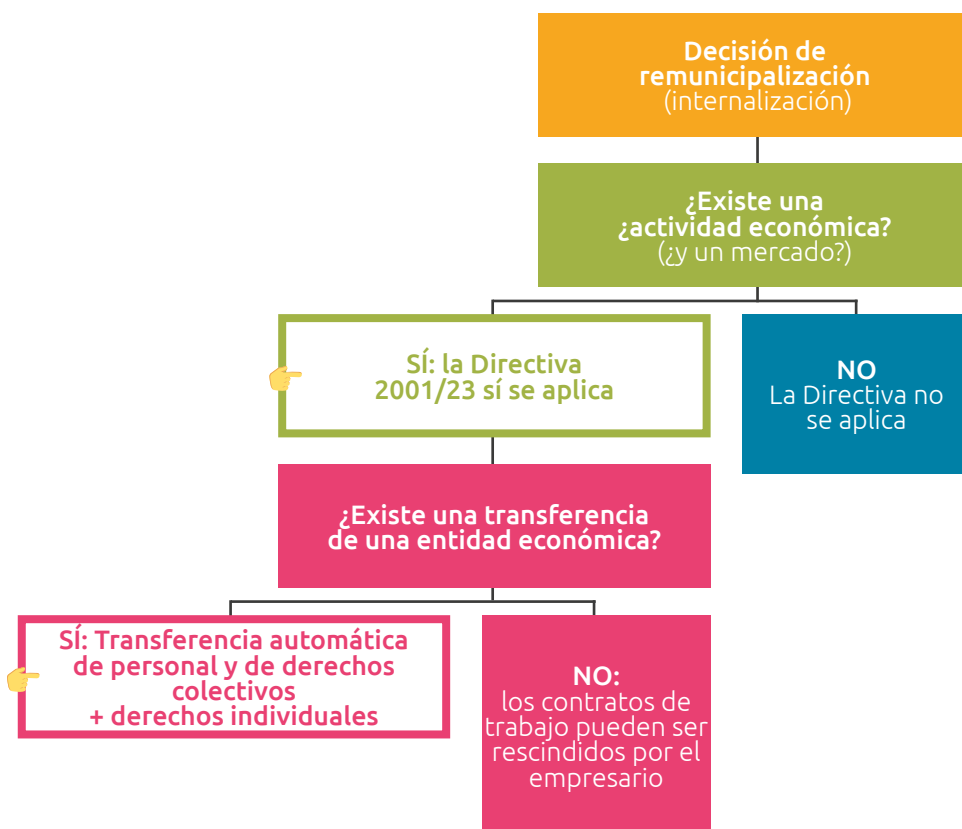 Decisión de
remunicipalización
(internalización)
¿Existe una
¿actividad económica?
(¿y un mercado?)
SÍ: la Directiva
2001/23 sí se aplica
NO
La Directiva no
se aplica
¿Existe una transferencia
de una entidad económica?
SÍ: Transferencia automática
de personal y de derechos
colectivos
+ derechos individuales
NO:
los contratos de
trabajo pueden ser
rescindidos por el
empresario